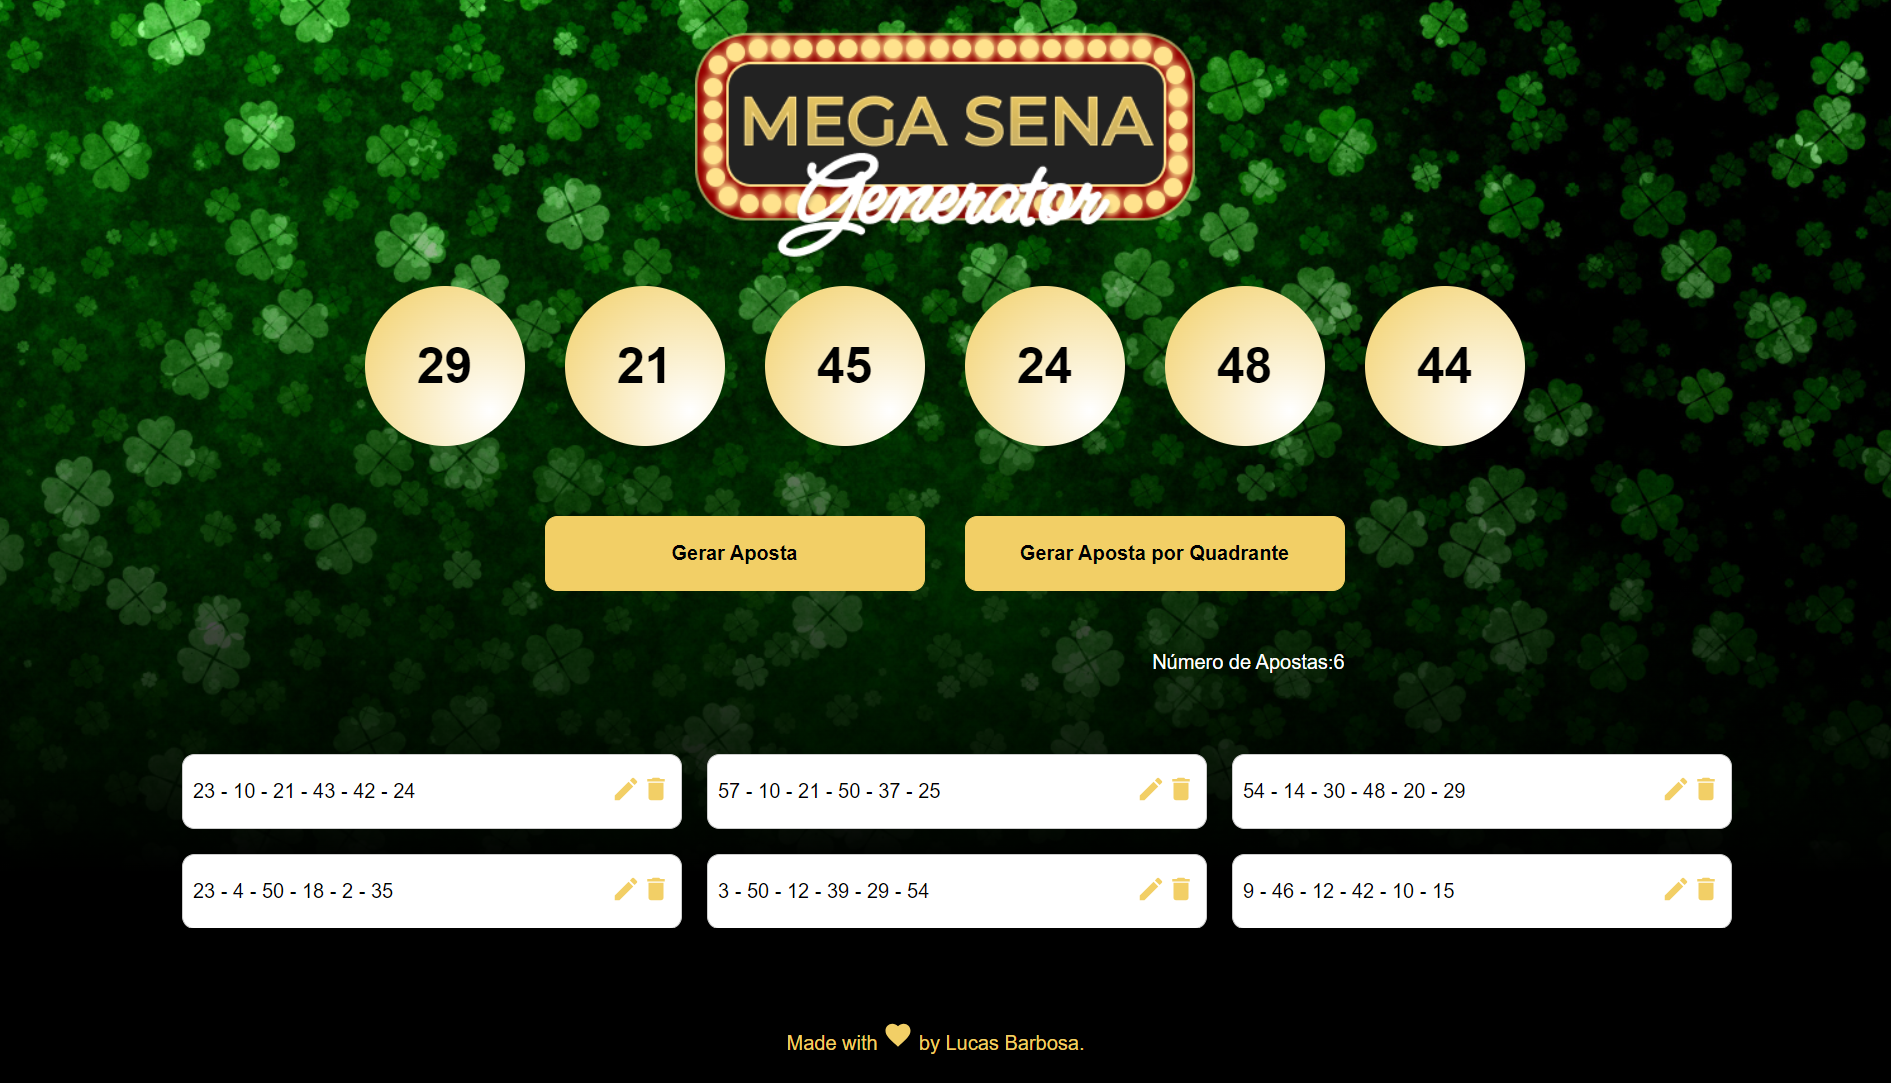 MEGA SENA
Generator
29 21 45 24 48 44
Gerar Aposta Gerar Aposta por Quadrante
Número de Apostas:6
23 - 10 - 21 - 43 - 42 - 24 57 - 10 - 21 - 50 - 37 - 25 54 - 14 - 30 - 48 - 20 - 29
23 - 4 - 50 - 18 - 2 - 35 3 - 50 - 12 - 39 - 29 - 54 9 - 46 - 12 - 42 - 10 - 15
Made with by Lucas Barbosa.